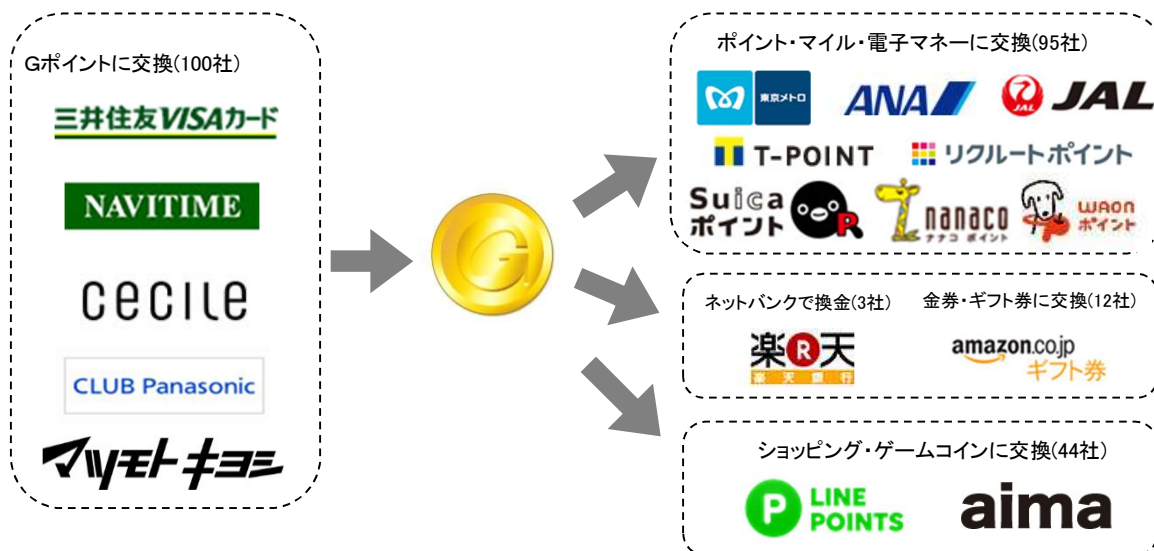 Gポイントに交換(100社)
三井住友VISAカード
NAVITIME
CECILE
CLUB Panasonic
マツモトキヨシ
G
ポイント・マイル・電子マネーに交換(95社)
東京メトロ
ANA
JAL
JAL
T-POINT
リクルートポイント
Suica
ポイント
R
nanaco
ナナコ ポイント
WAON
ポイント
ネットバンクで換金(3社)
金券・ギフト券に交換(12社)
楽R天
楽天銀行
amazon.co.jp
ギフト券
ショッピング・ゲームコインに交換(44社)
P
LINE
POINTS
aima